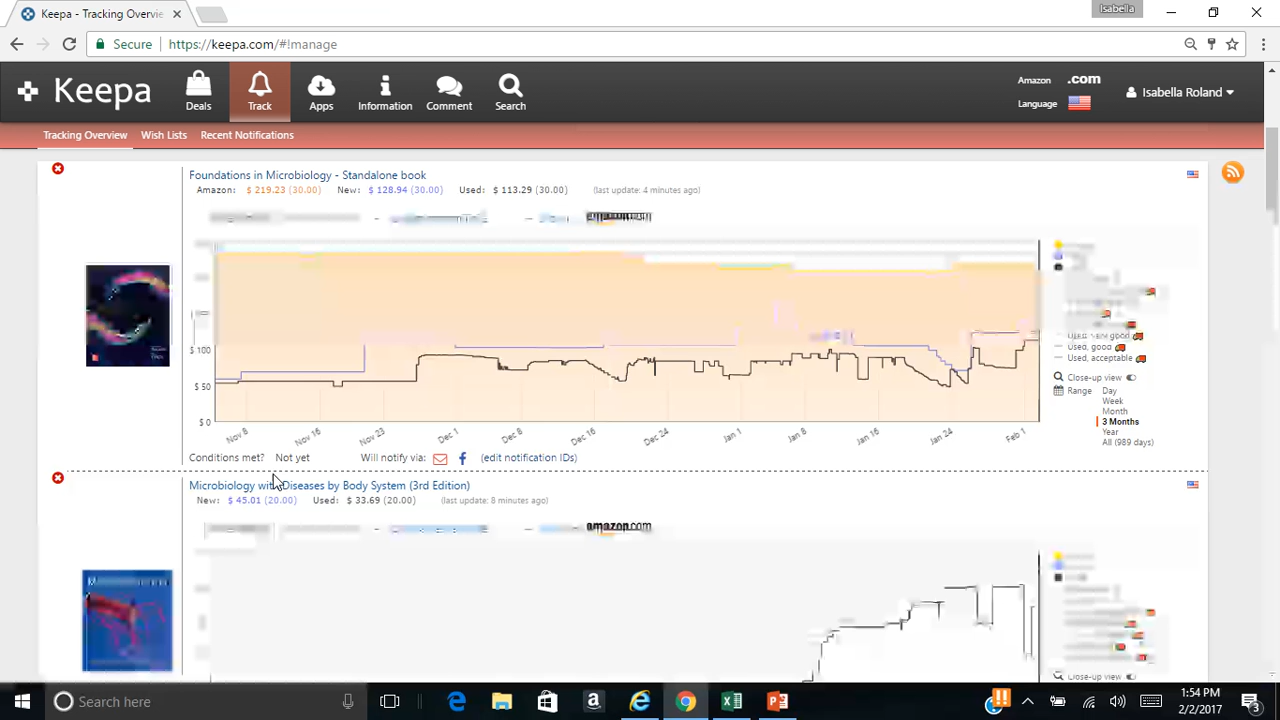 Keepa - Tracking Overvie
Isabella
Secure https://keepa.com/#!manage
Keepa
Deals
Track
Apps
Information
Comment
Search
Amazon .com
Language
Isabella Roland
Tracking Overview Wish Lists Recent Notifications
Foundations in Microbiology - Standalone book
Amazon: $ 219.23 (30.00) New: $ 128.94 (30.00) Used: $ 113.29 (30.00) (last update: 4 minutes ago)
amazon.com
Used, very good
$ 100
Used, good
Used, acceptable
$ 50
Close-up view
Range
Day
Week
Month
3 Months
Year
All (989 days)
$ 0
Nov 8 Nov 16 Nov 23 Dec 1 Dec 8 Dec 16 Dec 24 Jan 1 Jan 8 Jan 16 Jan 24 Feb 1
Conditions met? Not yet Will notify via: (edit notification IDs)
Microbiology with Diseases by Body System (3rd Edition)
New: $ 45.01 (20.00) Used: $ 33.69 (20.00) (last update: 8 minutes ago)
amazon.com
Close-up view
Search here
1:54 PM
2/2/2017
3